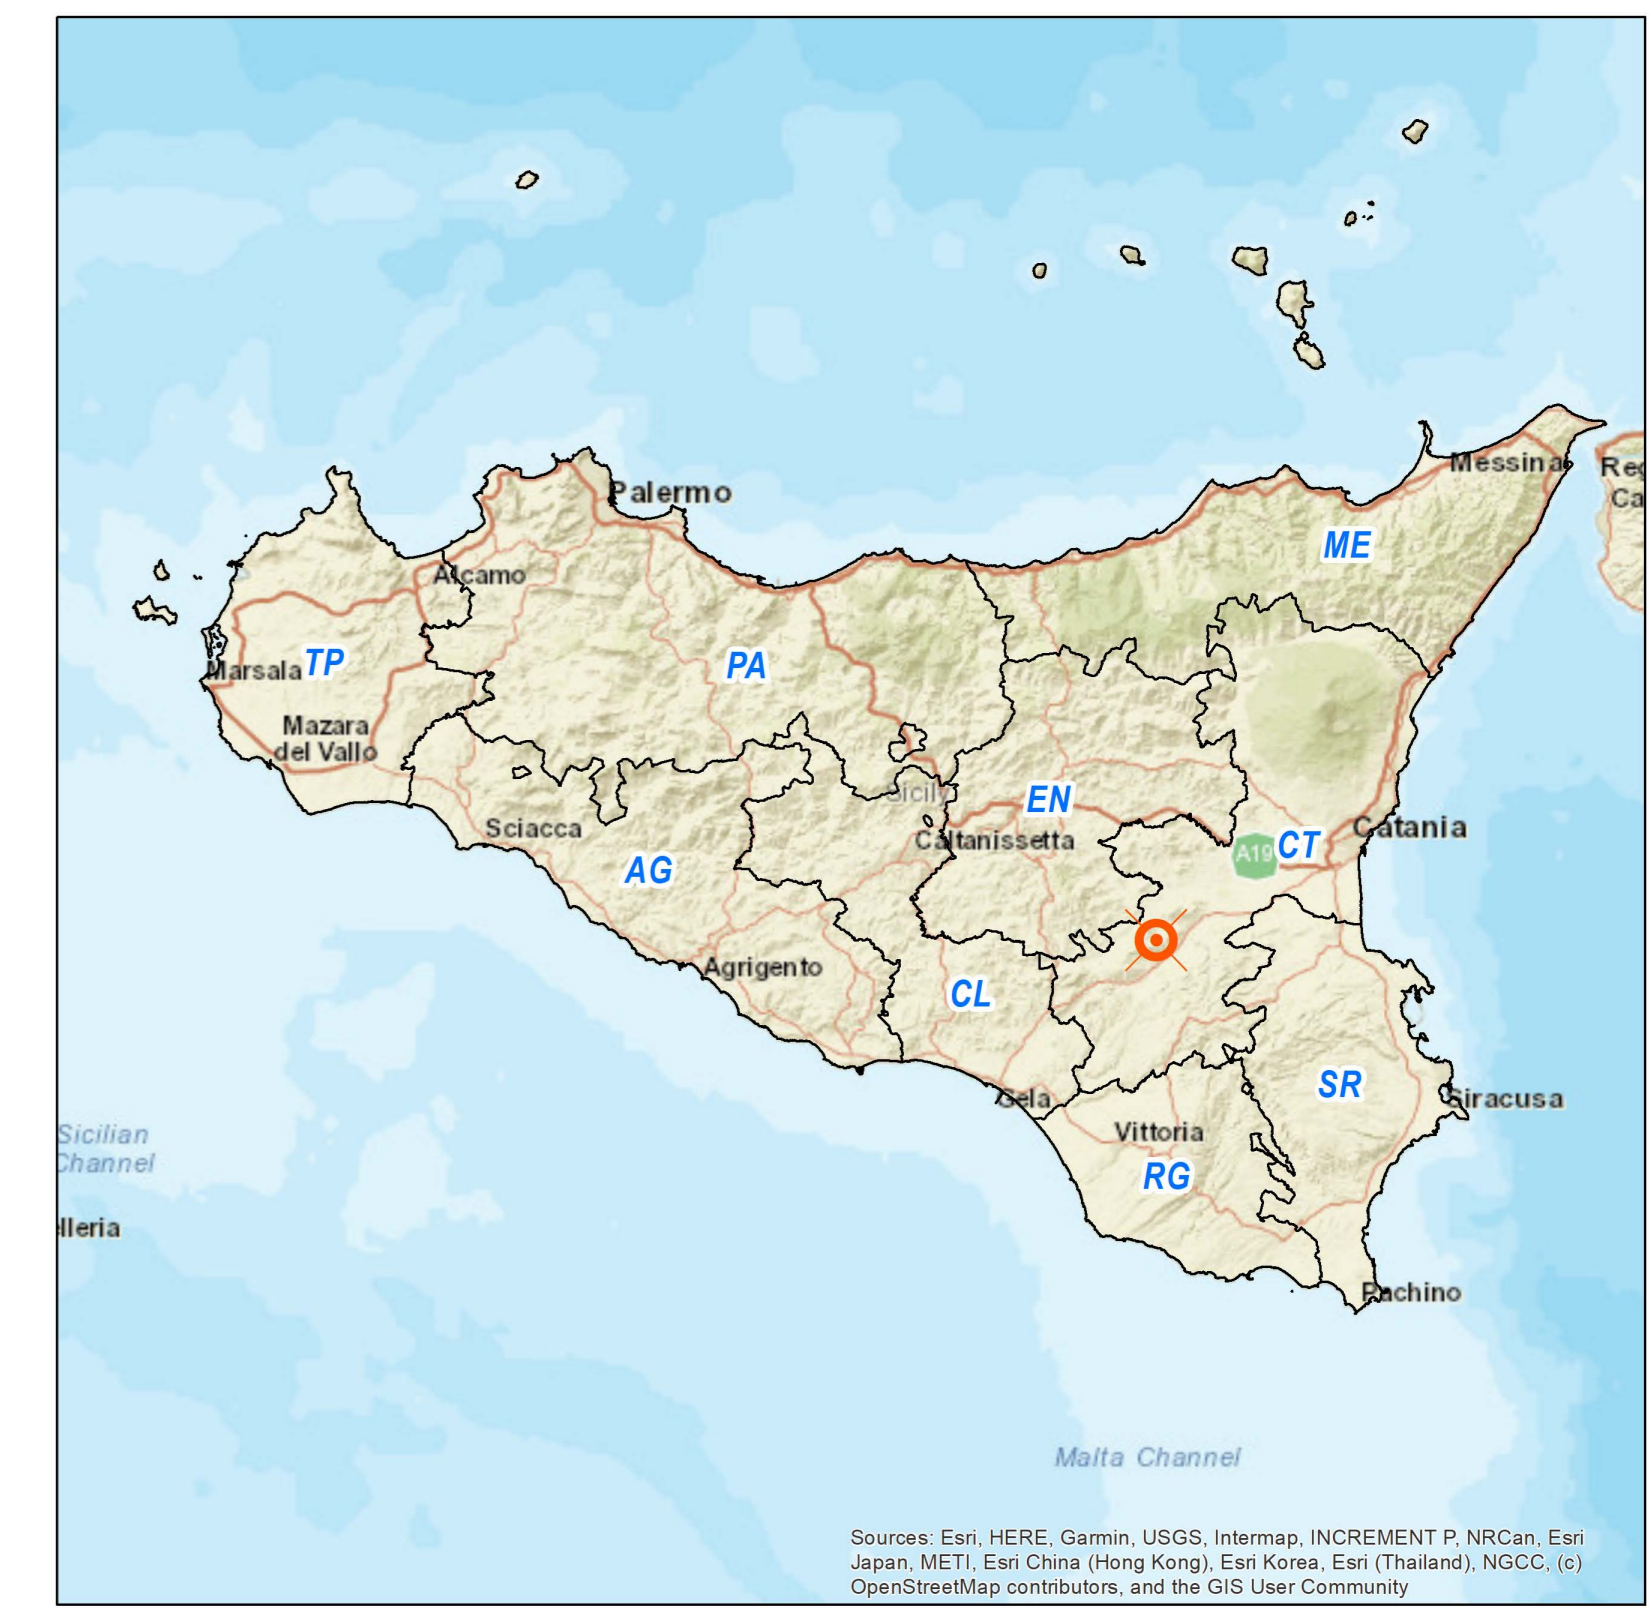 Palermo
Messina
Reg
Ca
ME
Alcamo
Marsala
TP
PA
Mazara
del Vallo
Sicily
EN
Sciacca
Caltanissetta
A19
CT
Catania
AG
Agrigento
CL
SR
Gela
Siracusa
Vittoria
Sicilian
Channel
RG
lleria
Pachino
Malta Channel
Sources: Esri, HERE, Garmin, USGS, Intermap, INCREMENT P, NRCan, Esri
Japan, METI, Esri China (Hong Kong), Esri Korea, Esri (Thailand), NGCC, (c)
OpenStreetMap contributors, and the GIS User Community